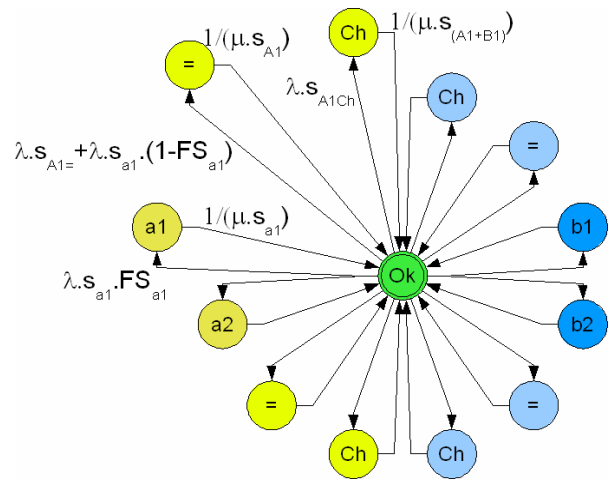 1/(μ.s_A1)
1/(μ.s_(A1+B1))
Ch
=
λ.s_A1Ch
Ch
=
λ.s_A1=+λ.s_a1.(1-FS_a1)
a1
1/(μ.s_a1)
b1
λ.s_a1.FS_a1
Ok
a2
b2
=
=
Ch
Ch